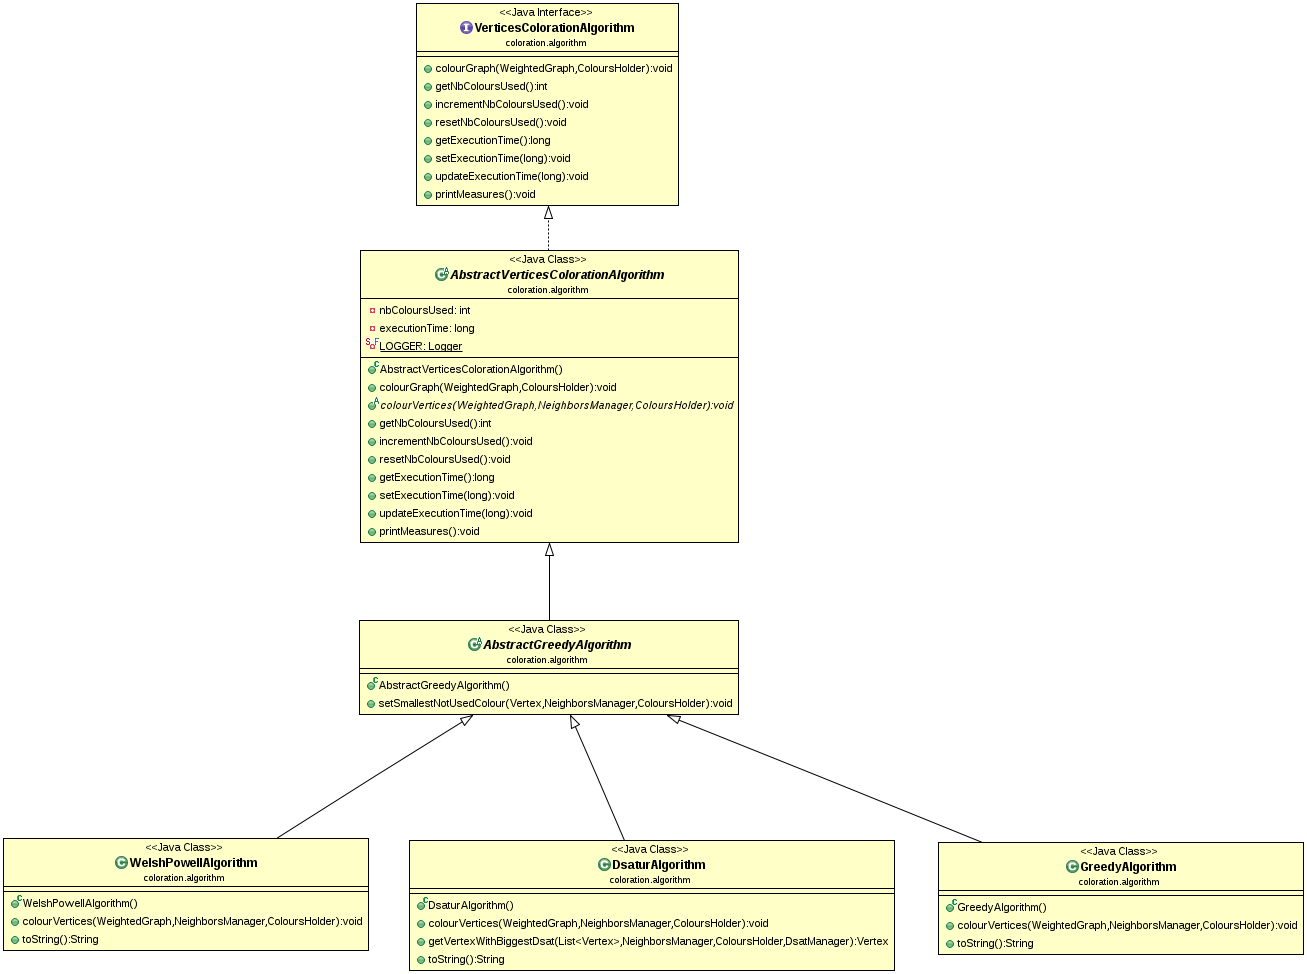 <<Java Interface>>
VerticesColorationAlgorithm
coloration.algorithm
colourGraph(WeightedGraph,ColoursHolder):void
getNbColoursUsed():int
incrementNbColoursUsed():void
resetNbColoursUsed():void
getExecutionTime():long
setExecutionTime(long):void
updateExecutionTime(long):void
printMeasures():void
<<Java Class>>
AbstractVerticesColorationAlgorithm
coloration.algorithm
nbColoursUsed: int
executionTime: long
LOGGER: Logger
AbstractVerticesColorationAlgorithm()
colourGraph(WeightedGraph,ColoursHolder):void
colourVertices(WeightedGraph,NeighborsManager,ColoursHolder):void
getNbColoursUsed():int
incrementNbColoursUsed():void
resetNbColoursUsed():void
getExecutionTime():long
setExecutionTime(long):void
updateExecutionTime(long):void
printMeasures():void
<<Java Class>>
AbstractGreedyAlgorithm
coloration.algorithm
AbstractGreedyAlgorithm()
setSmallestNotUsedColour(Vertex,NeighborsManager,ColoursHolder):void
<<Java Class>>
WelshPowellAlgorithm
coloration.algorithm
WelshPowellAlgorithm()
colourVertices(WeightedGraph,NeighborsManager,ColoursHolder):void
toString():String
<<Java Class>>
DsaturAlgorithm
coloration.algorithm
DsaturAlgorithm()
colourVertices(WeightedGraph,NeighborsManager,ColoursHolder):void
getVertexWithBiggestDsat(List<Vertex>,NeighborsManager,ColoursHolder,DsatManager):Vertex
toString():String
<<Java Class>>
GreedyAlgorithm
coloration.algorithm
GreedyAlgorithm()
colourVertices(WeightedGraph,NeighborsManager,ColoursHolder):void
toString():String